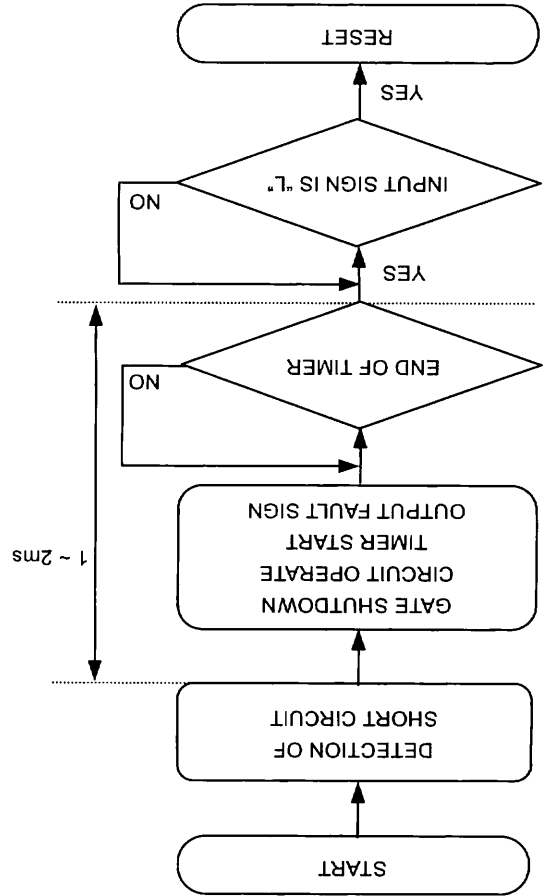 START
DETECTION OF
SHORT CIRCUIT
GATE SHUTDOWN
CIRCUIT OPERATE
TIMER START
OUTPUT FAULT SIGN
1 ~ 2ms
END OF TIMER
NO
YES
INPUT SIGN IS "L"
NO
YES
RESET